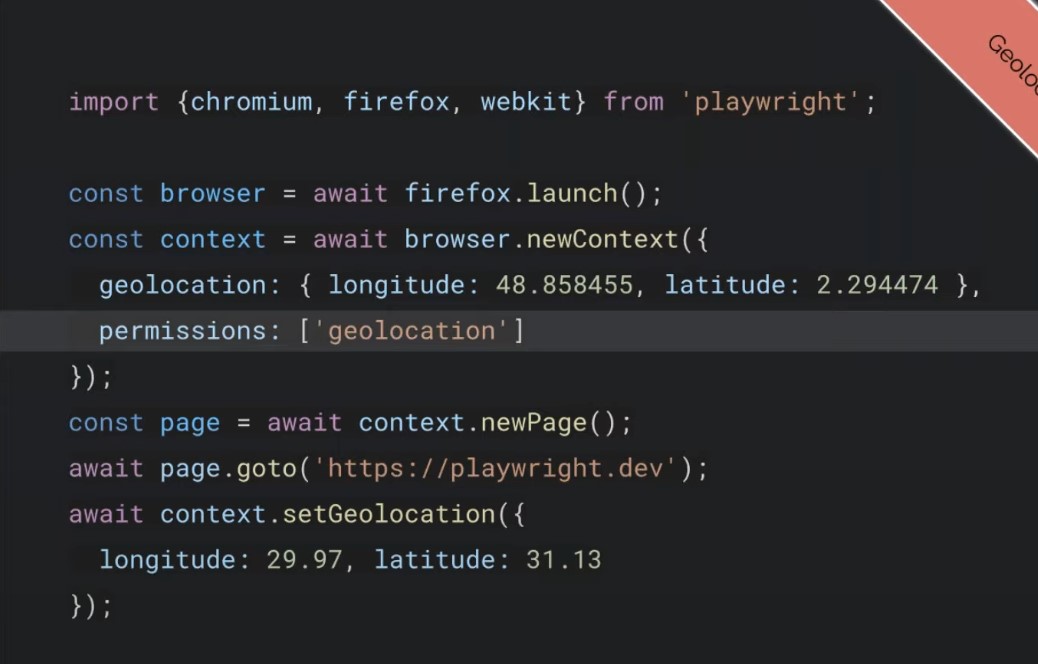 Geolo
import {chromium, firefox, webkit} from 'playwright';
const browser = await firefox.launch();
const context = await browser.newContext({
  geolocation: { longitude: 48.858455, latitude: 2.294474 },
  permissions: ['geolocation']
});
const page = await context.newPage();
await page.goto('https://playwright.dev');
await context.setGeolocation({
  longitude: 29.97, latitude: 31.13
});